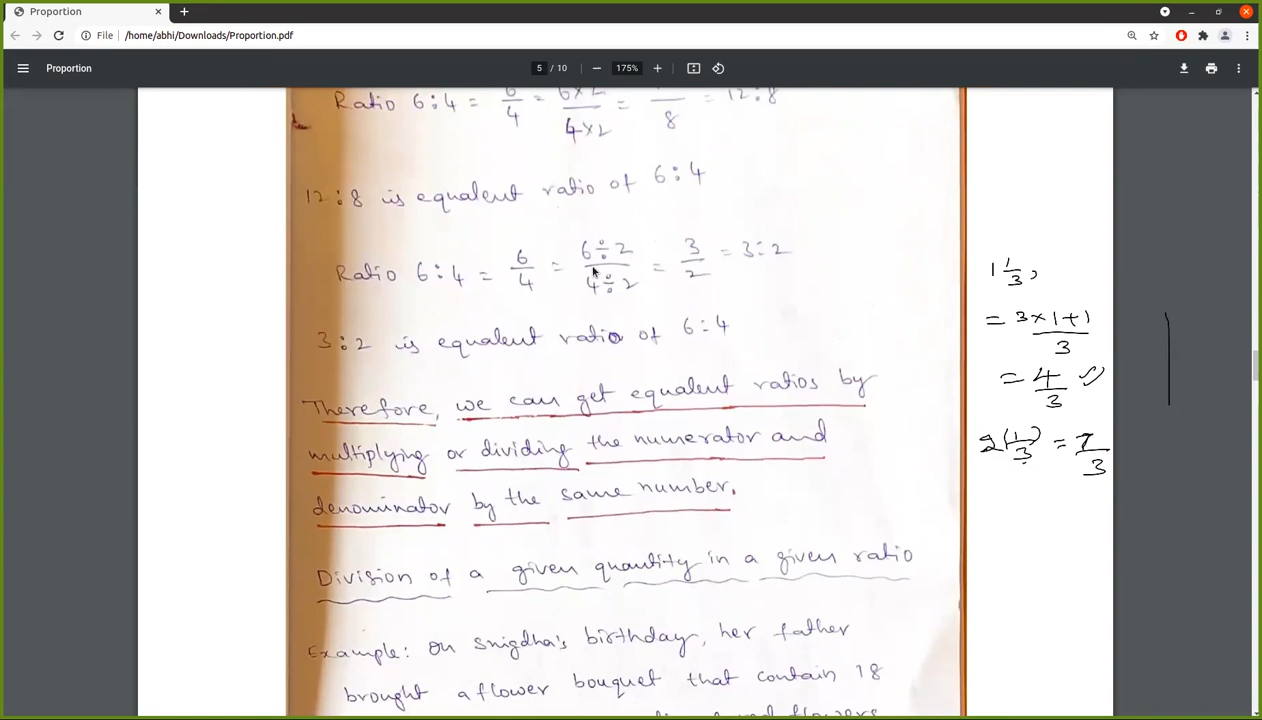 Proportion
File /home/abhi/Downloads/Proportion.pdf
Proportion 5 / 10 175%
Ratio 6:4 = 6/4 = 6×2/4×2 = /8 = 12:8
12:8 is equalent ratio of 6:4
Ratio 6:4 = 6/4 = 6÷2/4÷2 = 3/2 = 3:2
3:2 is equalent ratio of 6:4
Therefore, we can get equalent ratios by
multiplying or dividing the numerator and
denominator by the same number.
Division of a given quantity in a given ratio
Example: On Snigdha's birthday, her father
brought a flower bouquet that contain 18
flowers
1 1/3,
= 3×1+1/3
= 4/3
2(1/3) = 7/3